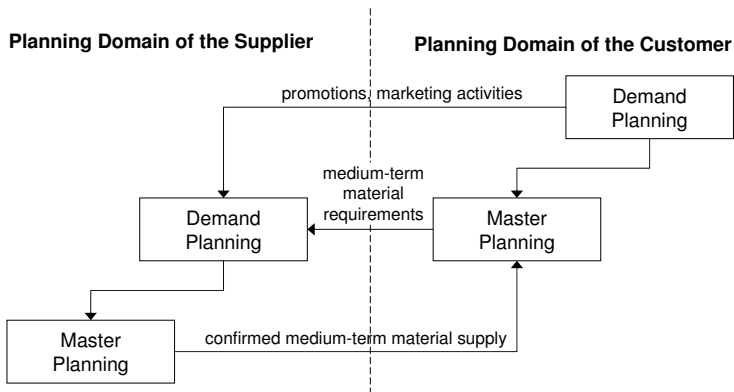 Planning Domain of the Supplier
Planning Domain of the Customer
promotions, marketing activities
Demand
Planning
medium-term
material
requirements
Demand
Planning
Master
Planning
Master
Planning
confirmed medium-term material supply